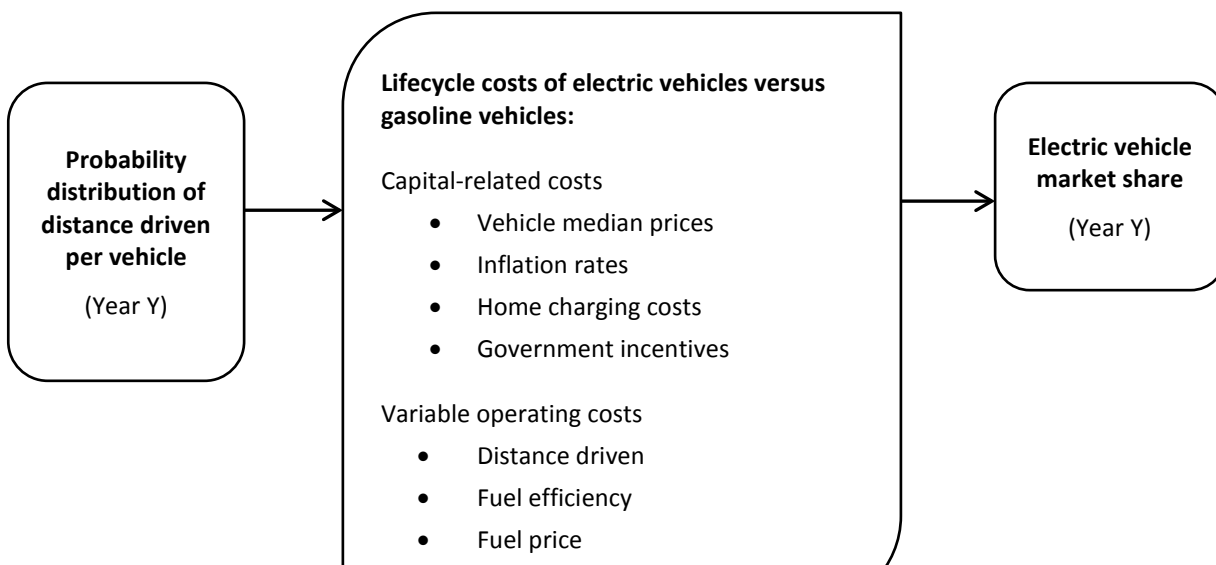 Probability
distribution of
distance driven
per vehicle
(Year Y)
Lifecycle costs of electric vehicles versus
gasoline vehicles:
Capital-related costs
• Vehicle median prices
• Inflation rates
• Home charging costs
• Government incentives
Variable operating costs
• Distance driven
• Fuel efficiency
• Fuel price
Electric vehicle
market share
(Year Y)